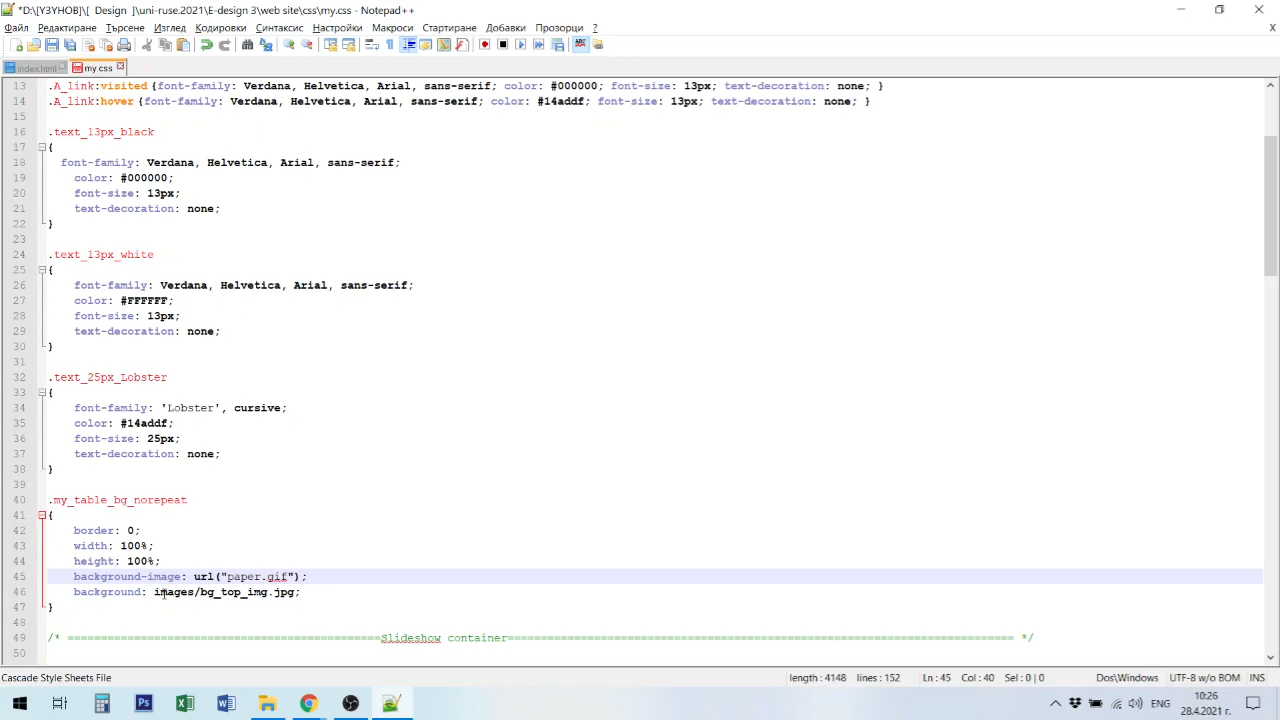 *D:\[УЗУНОВ]\[_ Design _]\uni-ruse.2021\E-design 3\web site\css\my.css - Notepad++
Файл Редактиране Търсене Изглед Кодировки Синтаксис Настройки Макроси Стартиране Добавки Прозорци ? X
index.html my.css
13 .A_link:visited {font-family: Verdana, Helvetica, Arial, sans-serif; color: #000000; font-size: 13px; text-decoration: none; }
14 .A_link:hover {font-family: Verdana, Helvetica, Arial, sans-serif; color: #14addf; font-size: 13px; text-decoration: none; }
15
16 .text_13px_black
17 {
18 font-family: Verdana, Helvetica, Arial, sans-serif;
19 color: #000000;
20 font-size: 13px;
21 text-decoration: none;
22 }
23
24 .text_13px_white
25 {
26 font-family: Verdana, Helvetica, Arial, sans-serif;
27 color: #FFFFFF;
28 font-size: 13px;
29 text-decoration: none;
30 }
31
32 .text_25px_Lobster
33 {
34 font-family: 'Lobster', cursive;
35 color: #14addf;
36 font-size: 25px;
37 text-decoration: none;
38 }
39
40 .my_table_bg_norepeat
41 {
42 border: 0;
43 width: 100%;
44 height: 100%;
45 background-image: url("paper.gif");
46 background: images/bg_top_img.jpg;
47 }
48
49 /* ===============================================Slideshow container============================================================================ */
50
Cascade Style Sheets File length : 4148 lines : 152 Ln : 45 Col : 40 Sel : 0 | 0 Dos\Windows UTF-8 w/o BOM INS
ENG 10:26
28.4.2021 г.